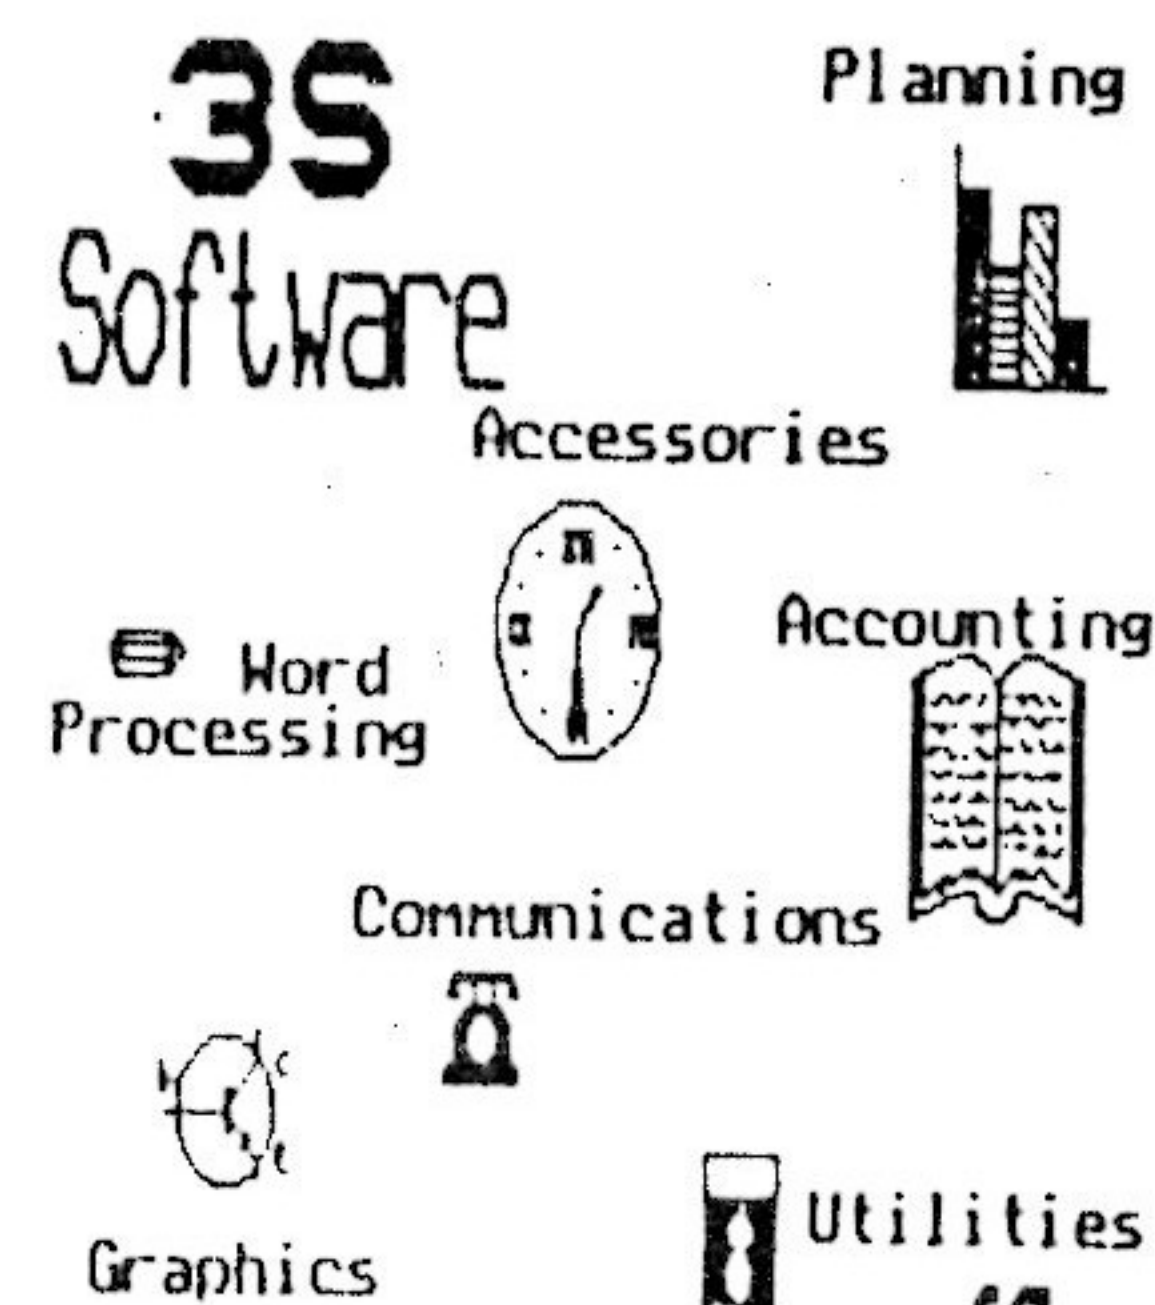 3S
Software
Planning
Accessories
Word
Processing
Accounting
Communications
Graphics
Utilities